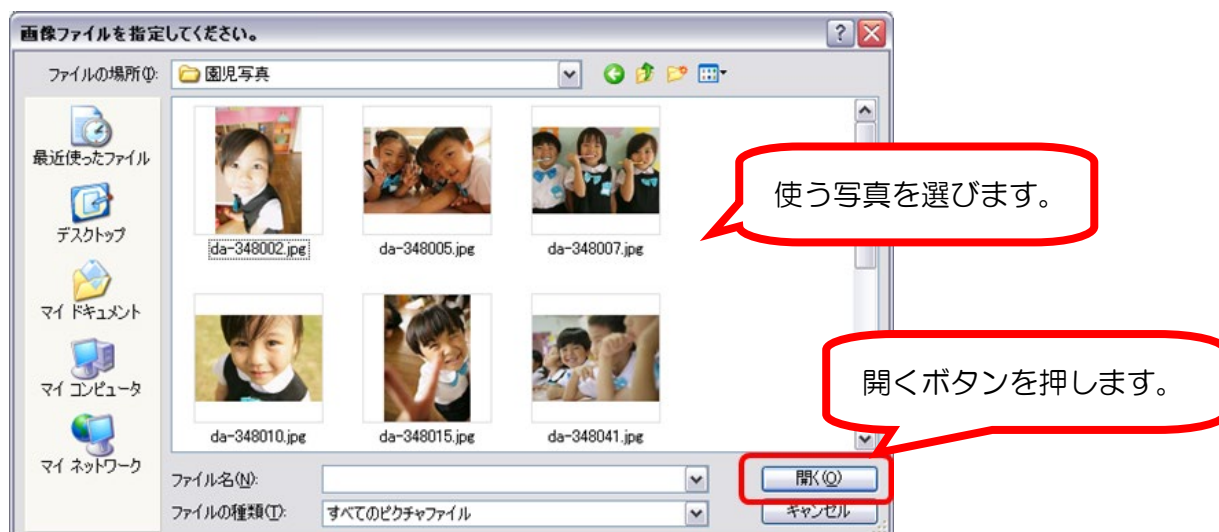 画像ファイルを指定してください。
ファイルの場所(I):
園児写真
最近使ったファイル
デスクトップ
マイ ドキュメント
マイ コンピュータ
マイ ネットワーク
da-348002.jpg
da-348005.jpg
da-348007.jpg
使う写真を選びます。
da-348010.jpg
da-348015.jpg
da-348041.jpg
開くボタンを押します。
ファイル名(N):
開く(O)
ファイルの種類(T):
すべてのピクチャファイル
キャンセル